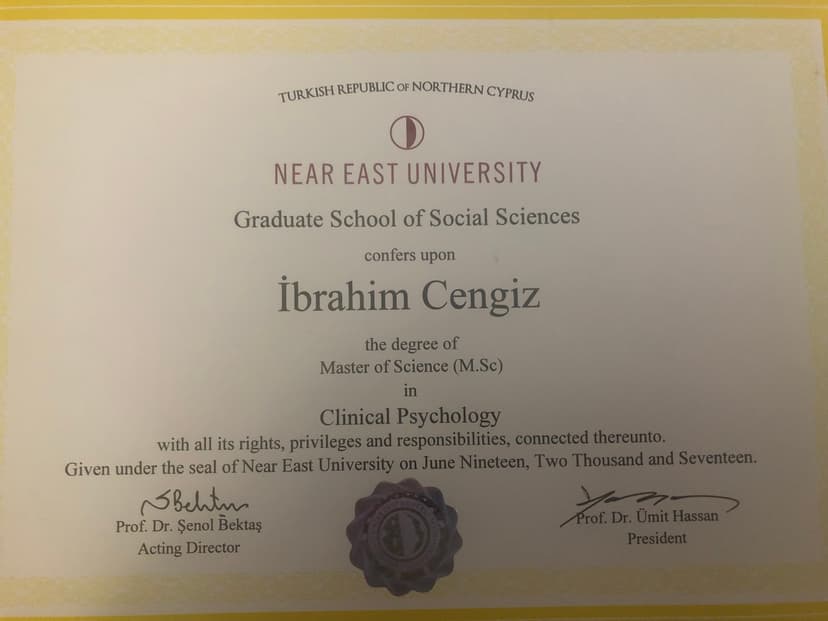 TURKISH REPUBLIC OF NORTHERN CYPRUS
NEAR EAST UNIVERSITY
Graduate School of Social Sciences
confers upon
İbrahim Cengiz
the degree of
Master of Science (M.Sc)
in
Clinical Psychology
with all its rights, privileges and responsibilities, connected thereunto.
Given under the seal of Near East University on June Nineteen, Two Thousand and Seventeen.
Prof. Dr. Şenol Bektaş
Acting Director
Prof. Dr. Ümit Hassan
President